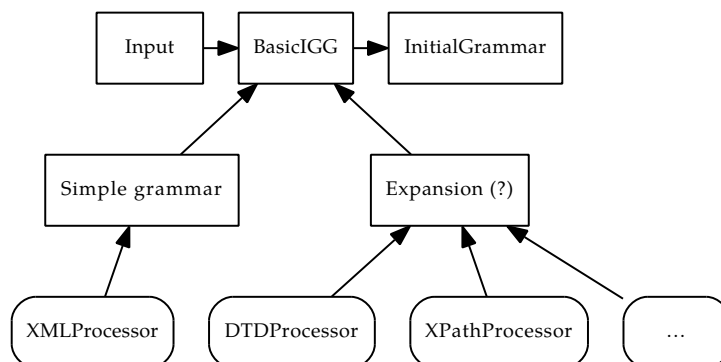 Input
BasicIGG
InitialGrammar
Simple grammar
Expansion (?)
XMLProcessor
DTDProcessor
XPathProcessor
...